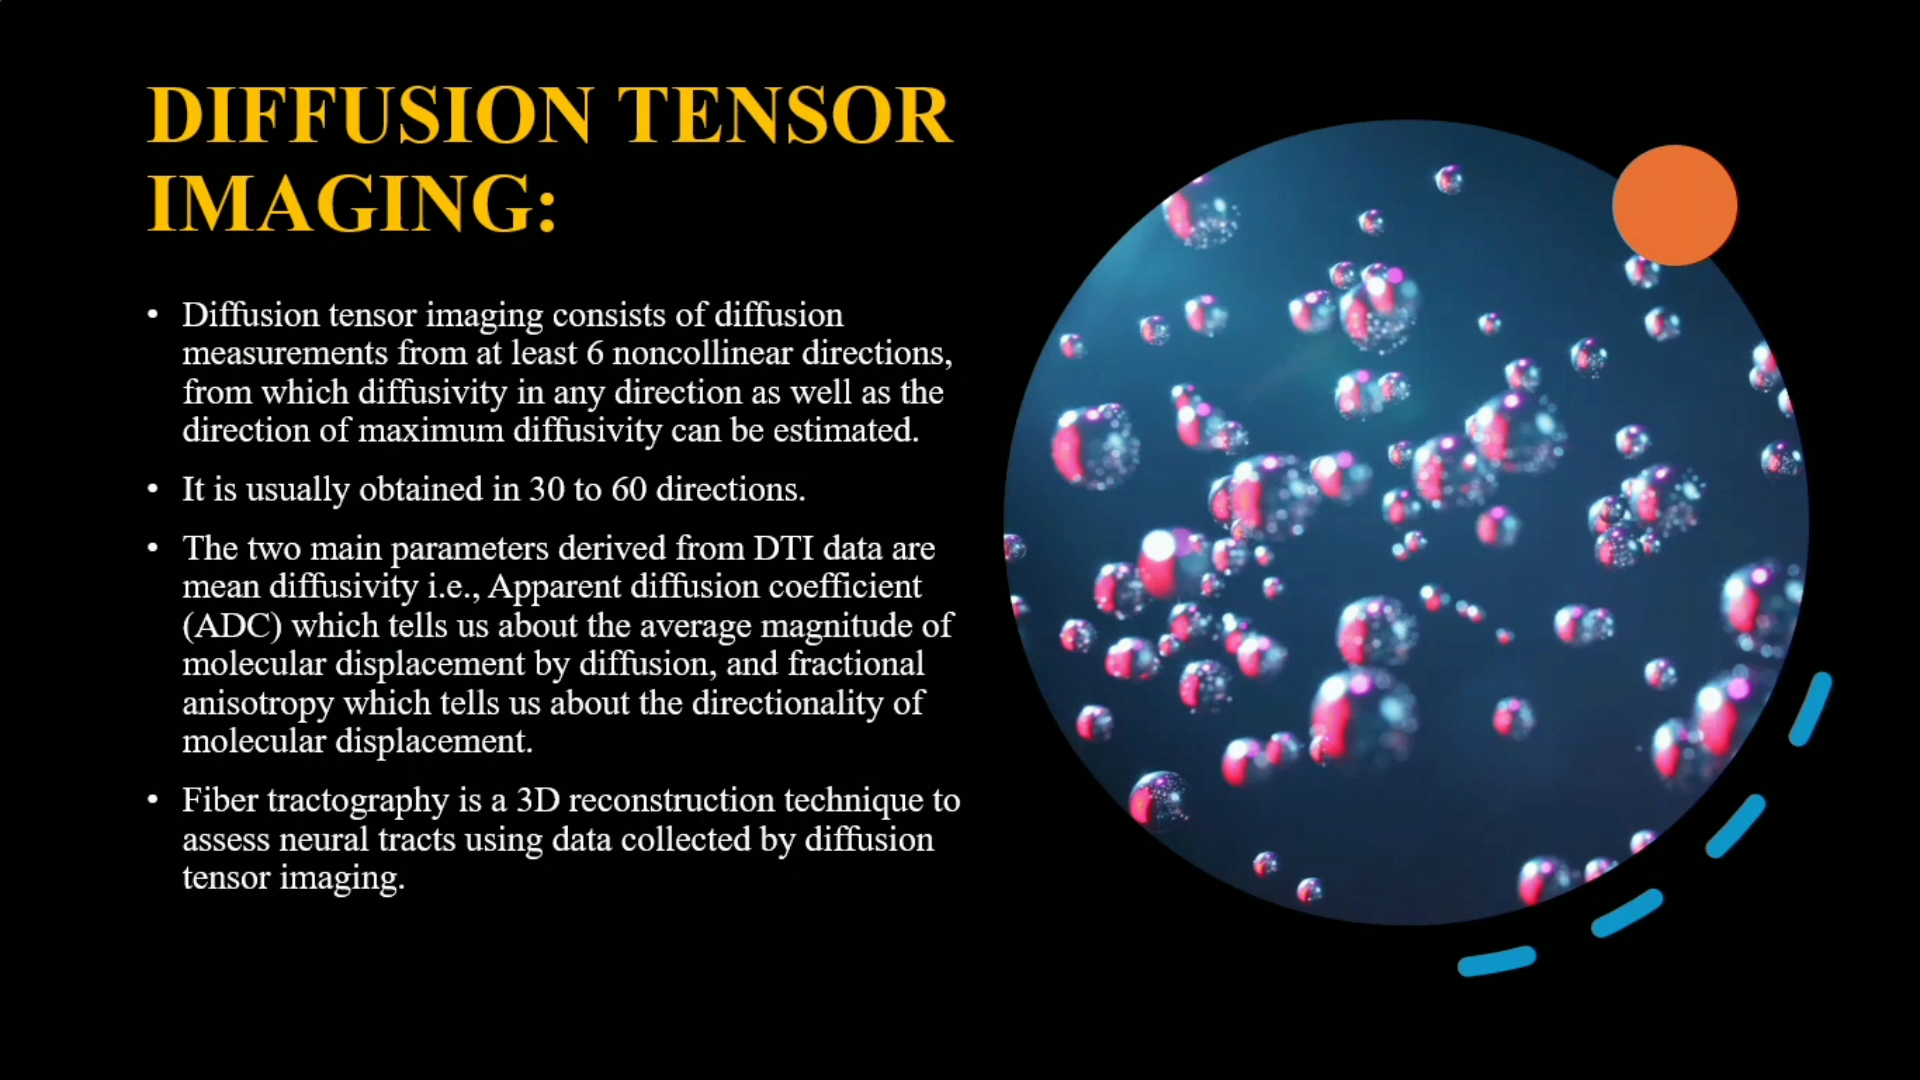 DIFFUSION TENSOR
IMAGING:
• Diffusion tensor imaging consists of diffusion
measurements from at least 6 noncollinear directions,
from which diffusivity in any direction as well as the
direction of maximum diffusivity can be estimated.
• It is usually obtained in 30 to 60 directions.
• The two main parameters derived from DTI data are
mean diffusivity i.e., Apparent diffusion coefficient
(ADC) which tells us about the average magnitude of
molecular displacement by diffusion, and fractional
anisotropy which tells us about the directionality of
molecular displacement.
• Fiber tractography is a 3D reconstruction technique to
assess neural tracts using data collected by diffusion
tensor imaging.